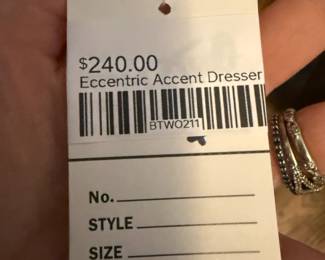 $240.00
Eccentric Accent Dresser
BTWO211
No.
STYLE
SIZE